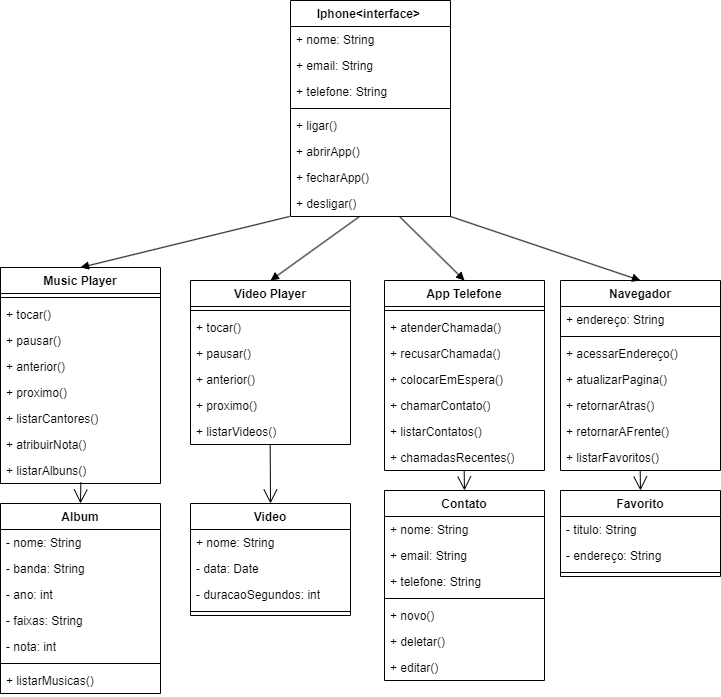 Iphone<interface>
+ nome: String
+ email: String
+ telefone: String
+ ligar()
+ abrirApp()
+ fecharApp()
+ desligar()
Music Player
+ tocar()
+ pausar()
+ anterior()
+ proximo()
+ listarCantores()
+ atribuirNota()
+ listarAlbuns()
Video Player
+ tocar()
+ pausar()
+ anterior()
+ proximo()
+ listarVideos()
App Telefone
+ atenderChamada()
+ recusarChamada()
+ colocarEmEspera()
+ chamarContato()
+ listarContatos()
+ chamadasRecentes()
Navegador
+ endereço: String
+ acessarEndereço()
+ atualizarPagina()
+ retornarAtras()
+ retornarAFrente()
+ listarFavoritos()
Album
- nome: String
- banda: String
- ano: int
- faixas: String
- nota: int
+ listarMusicas()
Video
+ nome: String
- data: Date
- duracaoSegundos: int
Contato
+ nome: String
+ email: String
+ telefone: String
+ novo()
+ deletar()
+ editar()
Favorito
- titulo: String
- endereço: String